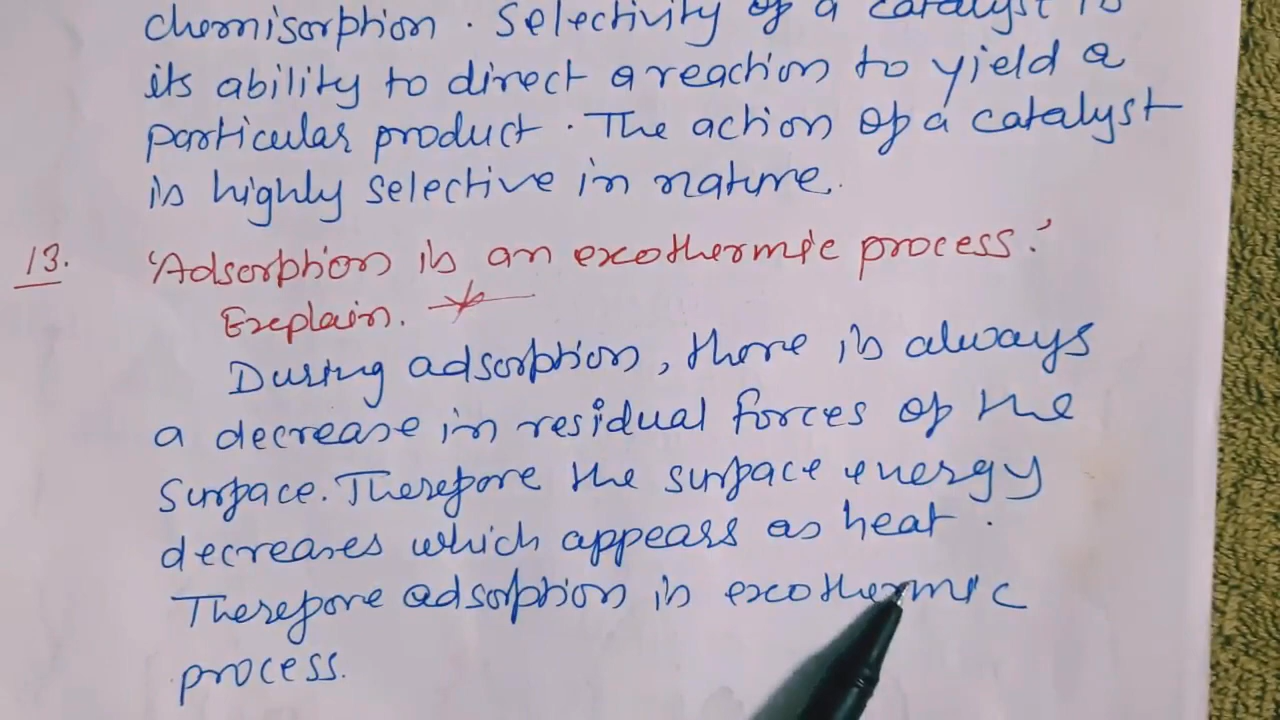 chemisorption. Selectivity of a catalyst is
its ability to direct a reaction to yield a
particular product. The action of a catalyst
is highly selective in nature.
13. 'Adsorption is an exothermic process.'
Explain.
During adsorption, there is always
a decrease in residual forces of the
surface. Therefore the surface energy
decreases which appears as heat.
Therefore adsorption is exothermic
process.